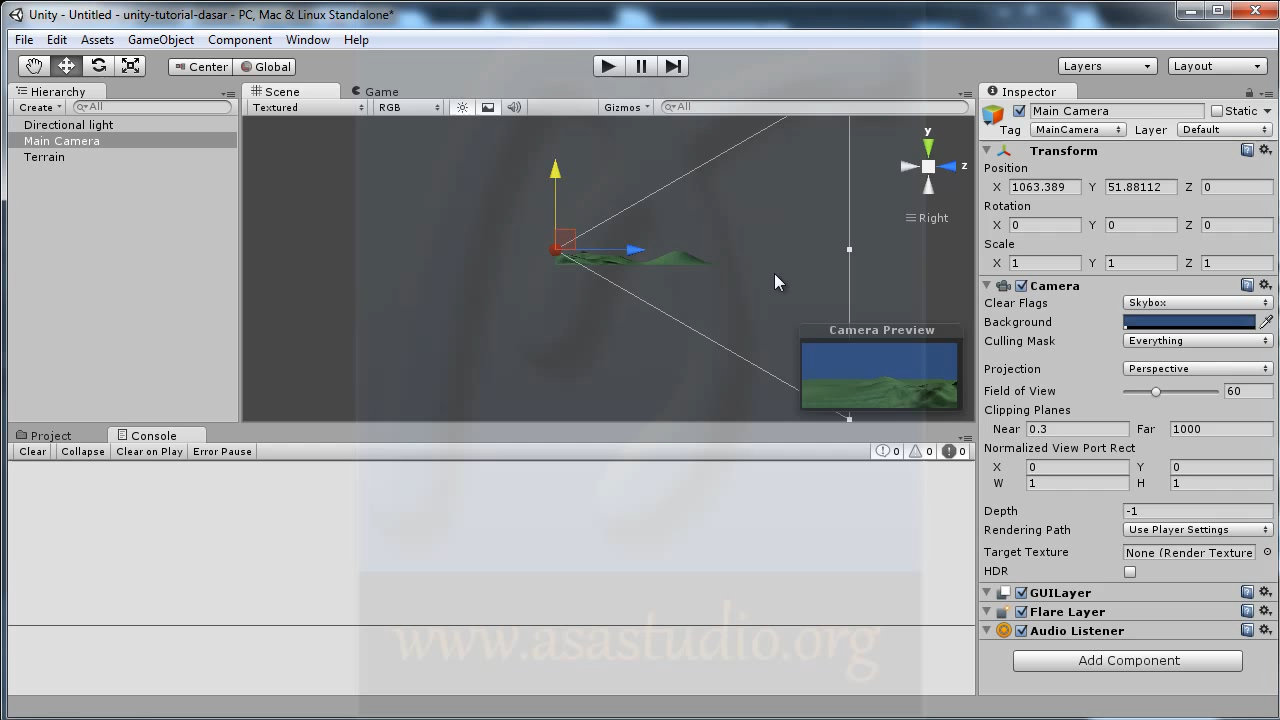 Unity - Untitled - unity-tutorial-dasar - PC, Mac & Linux Standalone*
File Edit Assets GameObject Component Window Help
Center Global Layers Layout
Hierarchy
Create All
Directional light
Main Camera
Terrain
Scene Game
Textured RGB Gizmos All
y
z
Right
Camera Preview
Project Console
Clear Collapse Clear on Play Error Pause 0 0 0
www.asastudio.org
Inspector
Main Camera Static
Tag MainCamera Layer Default
Transform
Position
X 1063.389 Y 51.88112 Z 0
Rotation
X 0 Y 0 Z 0
Scale
X 1 Y 1 Z 1
Camera
Clear Flags Skybox
Background
Culling Mask Everything
Projection Perspective
Field of View 60
Clipping Planes
Near 0.3 Far 1000
Normalized View Port Rect
X 0 Y 0
W 1 H 1
Depth -1
Rendering Path Use Player Settings
Target Texture None (Render Texture
HDR
GUILayer
Flare Layer
Audio Listener
Add Component